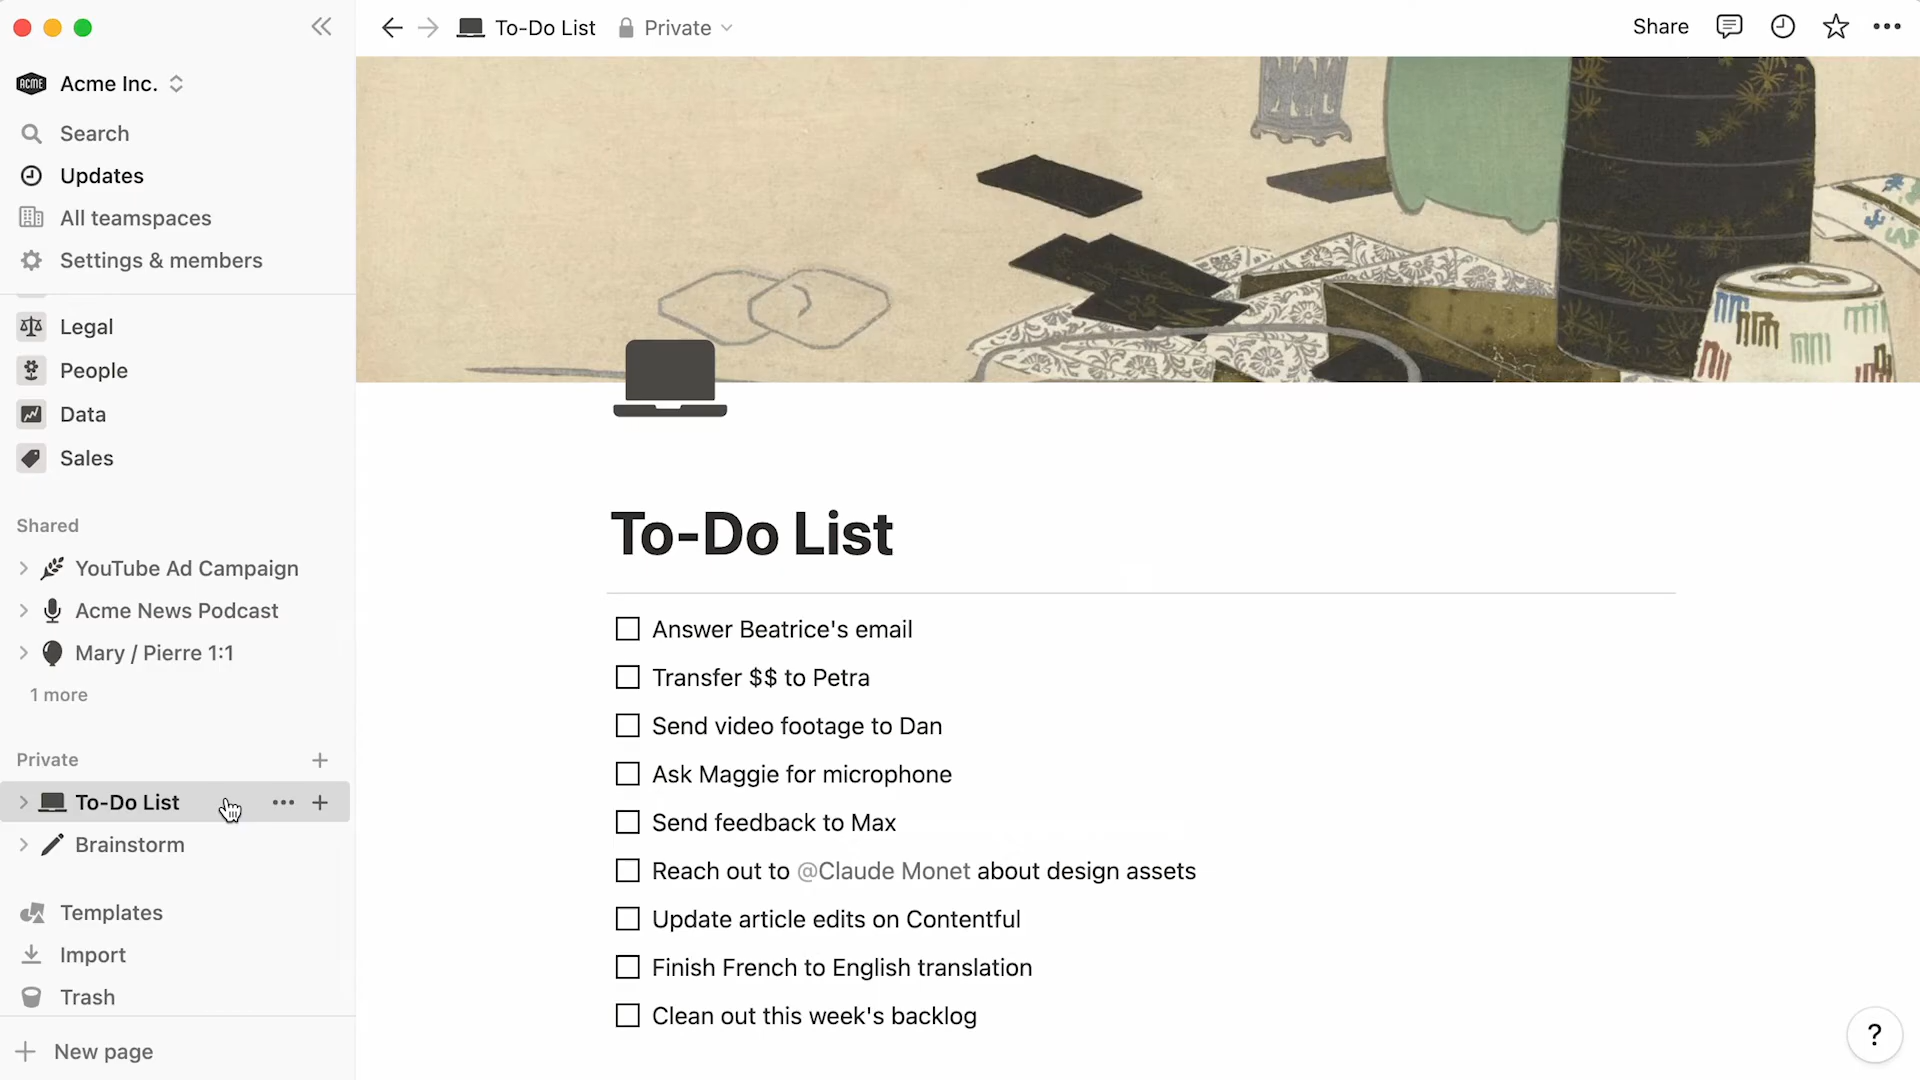 To-Do List
Private
Share
ACME
Acme Inc.
Search
Updates
All teamspaces
Settings & members
Legal
People
Data
Sales
Shared
YouTube Ad Campaign
Acme News Podcast
Mary / Pierre 1:1
1 more
Private
To-Do List
Brainstorm
Templates
Import
Trash
New page
To-Do List
Answer Beatrice's email
Transfer $$ to Petra
Send video footage to Dan
Ask Maggie for microphone
Send feedback to Max
Reach out to @Claude Monet about design assets
Update article edits on Contentful
Finish French to English translation
Clean out this week's backlog
?